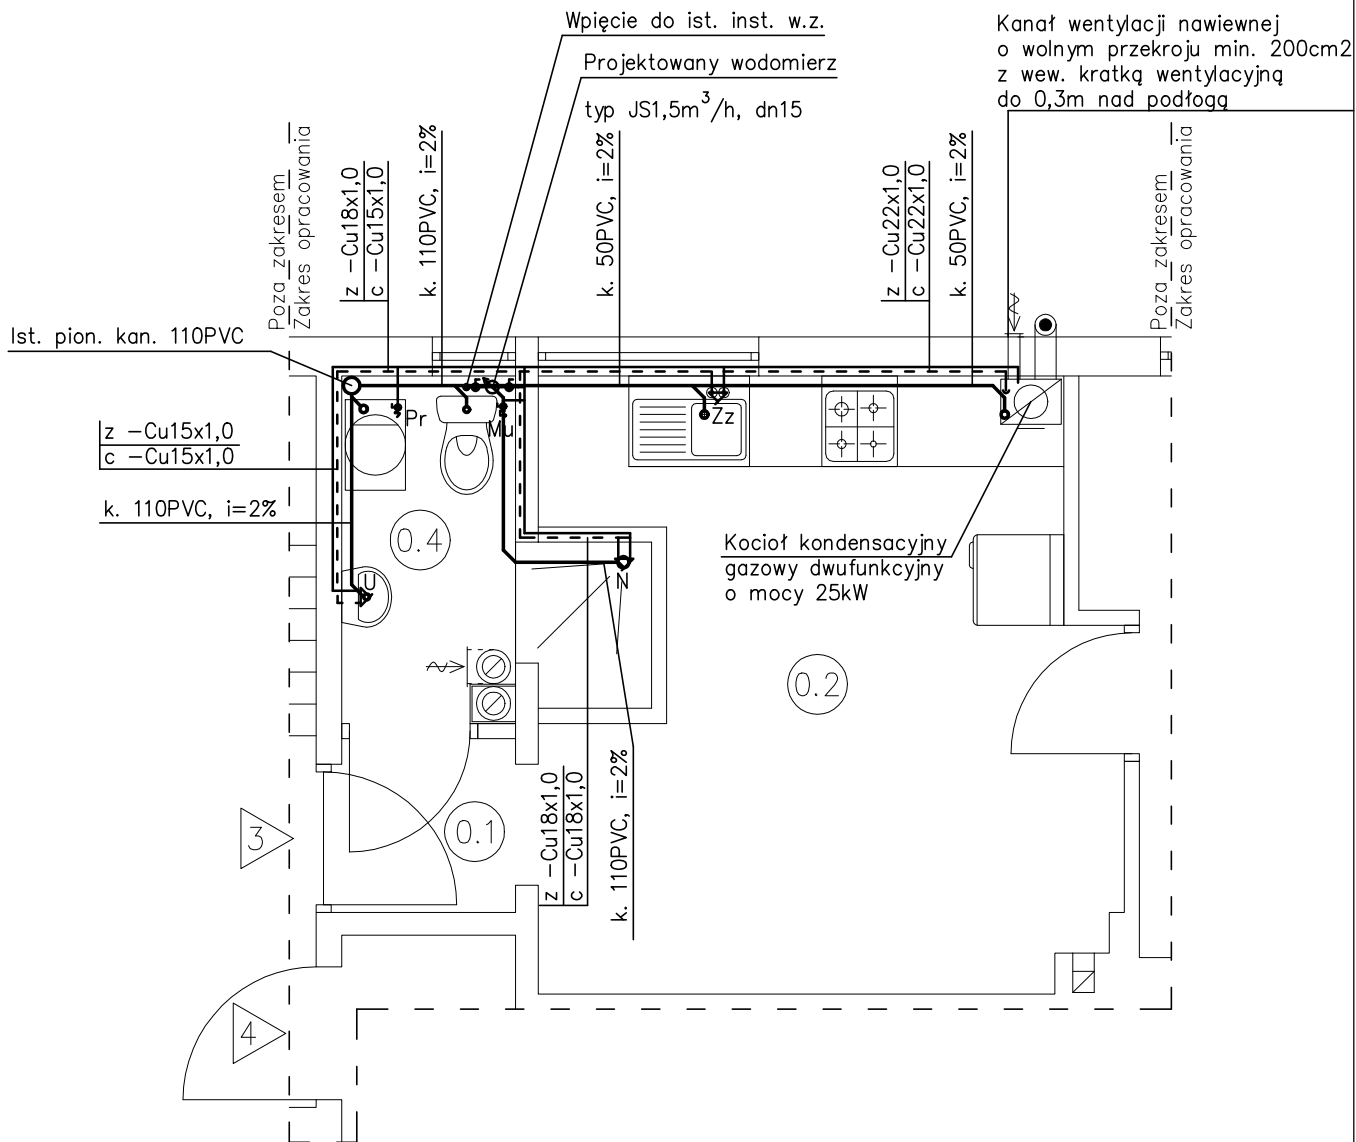 Wpięcie do ist. inst. w.z.
Projektowany wodomierz
typ JS1,5m³/h, dn15
Kanał wentylacji nawiewnej
o wolnym przekroju min. 200cm2
z wew. kratką wentylacyjną
do 0,3m nad podłogą
Poza zakresem
Zakres opracowania
z -Cu18x1,0
c -Cu15x1,0
k. 110PVC, i=2%
k. 50PVC, i=2%
z -Cu22x1,0
c -Cu22x1,0
k. 50PVC, i=2%
Poza zakresem
Zakres opracowania
Ist. pion. kan. 110PVC
Pr
Mu
Zz
z -Cu15x1,0
c -Cu15x1,0
k. 110PVC, i=2%
0.4
U
N
Kocioł kondensacyjny
gazowy dwufunkcyjny
o mocy 25kW
0.2
z -Cu18x1,0
c -Cu18x1,0
k. 110PVC, i=2%
3
0.1
4